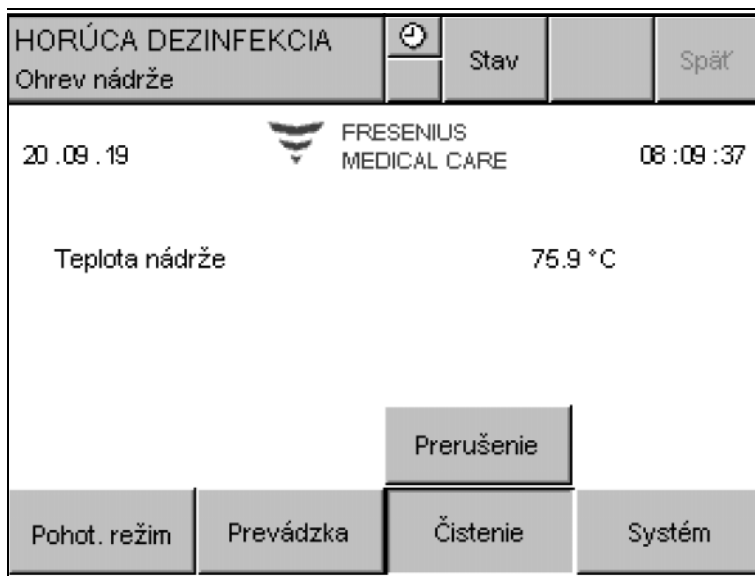 HORÚCA DEZINFEKCIA
Ohrev nádrže
Stav
Späť
20 .09 .19
FRESENIUS
MEDICAL CARE
08 :09 :37
Teplota nádrže
75.9 °C
Prerušenie
Pohot. režim
Prevádzka
Čistenie
Systém